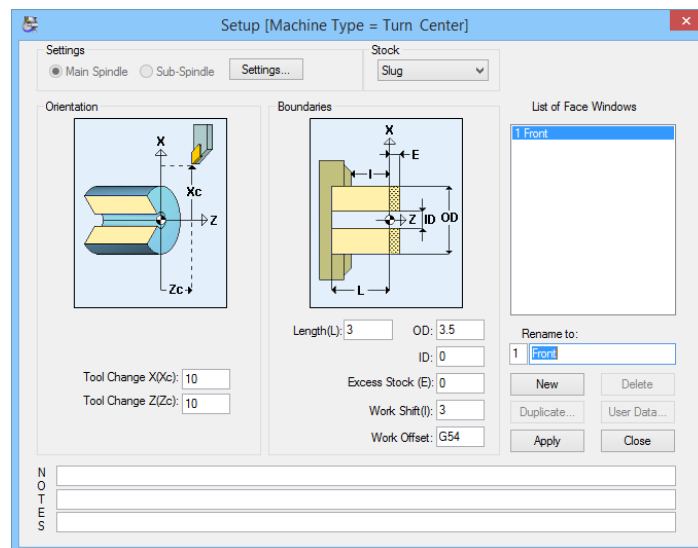 Setup [Machine Type = Turn Center]
Settings
Main Spindle Sub-Spindle Settings...
Stock
Slug
Orientation
X
Xc
Z
Zc
Tool Change X(Xc): 10
Tool Change Z(Zc): 10
Boundaries
X
E
I
Z ID OD
L
Length(L): 3 OD: 3.5
ID: 0
Excess Stock (E): 0
Work Shift(I): 3
Work Offset: G54
List of Face Windows
1 Front
Rename to:
1 Front
New Delete
Duplicate... User Data...
Apply Close
NOTES